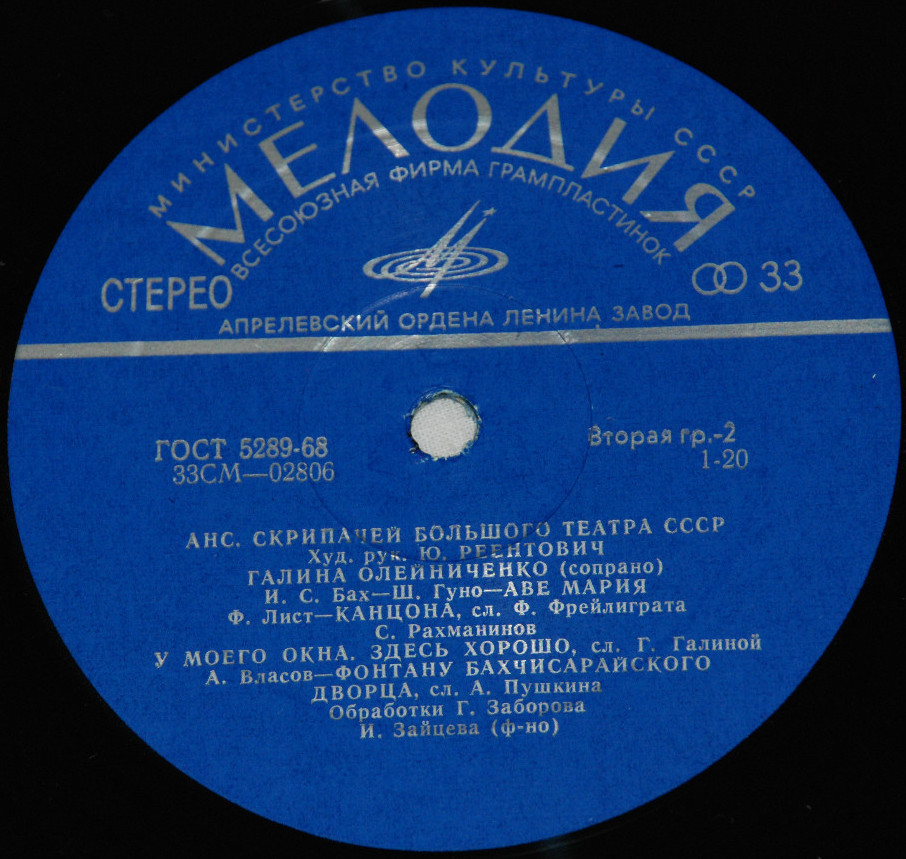 МИНИСТЕРСТВО КУЛЬТУРЫ СССР
МЕЛОДИЯ
ВСЕСОЮЗНАЯ ФИРМА ГРАМПЛАСТИНОК
СТЕРЕО
33
АПРЕЛЕВСКИЙ ОРДЕНА ЛЕНИНА ЗАВОД
ГОСТ 5289-68
33СМ—02806
Вторая гр.-2
1-20
АНС. СКРИПАЧЕЙ БОЛЬШОГО ТЕАТРА СССР
Худ. рук. Ю. РЕЕНТОВИЧ
ГАЛИНА ОЛЕЙНИЧЕНКО (сопрано)
И. С. Бах—Ш. Гуно—АВЕ МАРИЯ
Ф. Лист—КАНЦОНА, сл. Ф. Фрейлиграта
С. Рахманинов
У МОЕГО ОКНА. ЗДЕСЬ ХОРОШО, сл. Г. Галиной
А. Власов—ФОНТАНУ БАХЧИСАРАЙСКОГО
ДВОРЦА, сл. А. Пушкина
Обработки Г. Заборова
И. Зайцева (ф-но)